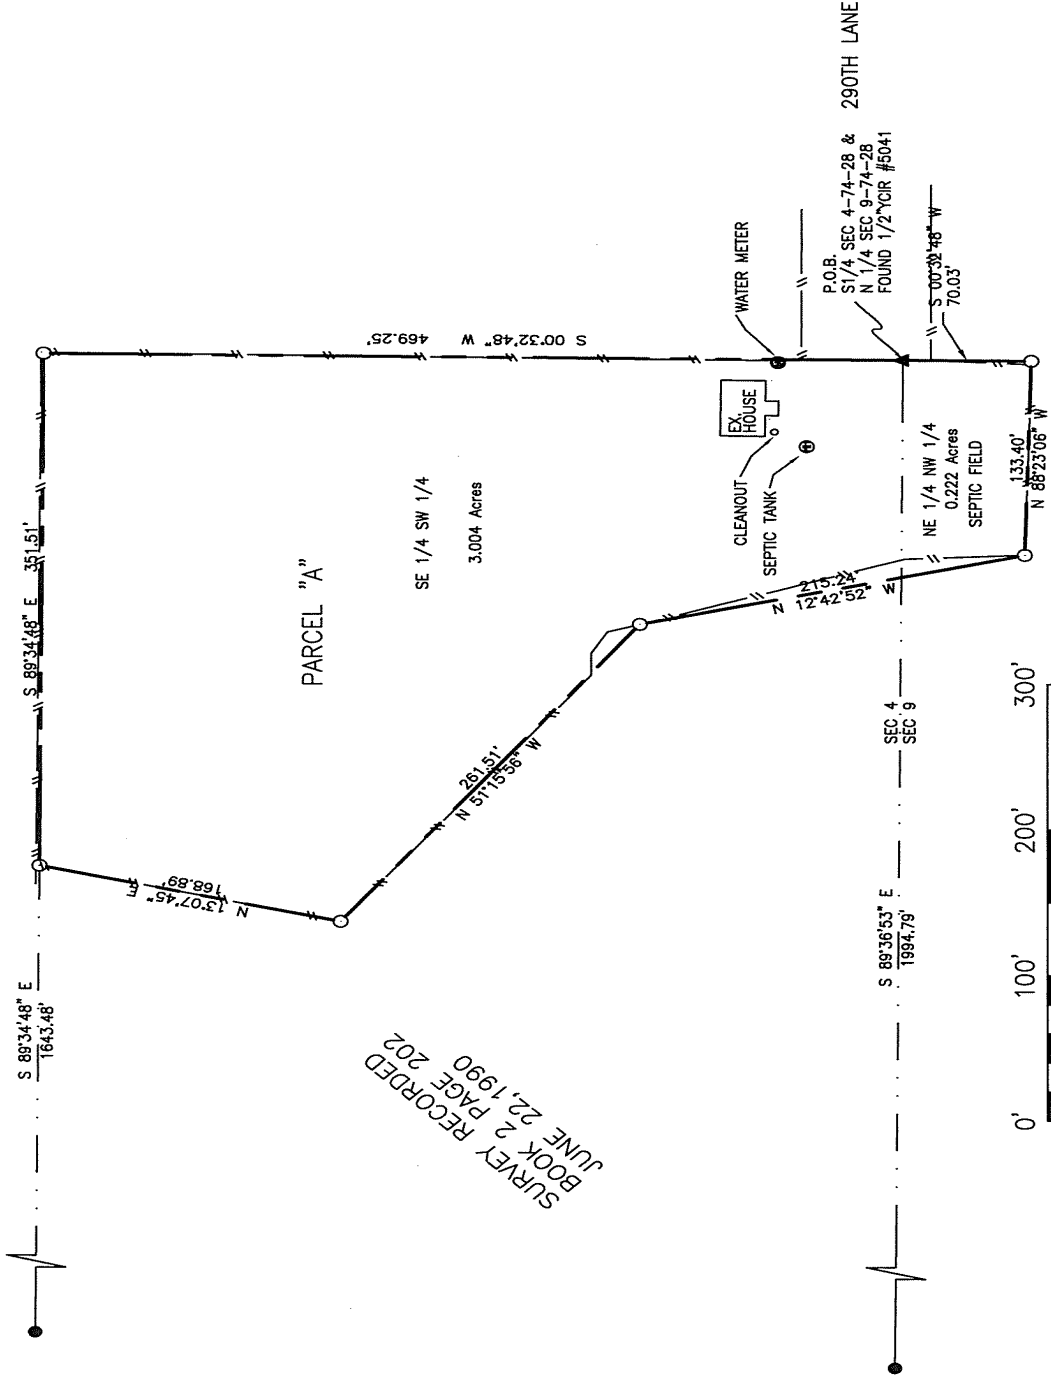 S 89°34'48" E
1643.48'
S 89°34'48" E 351.51'
N 13°07'45" E
168.89'
S 00°32'48" W 469.25'
PARCEL "A"
SE 1/4 SW 1/4
3.004 Acres
261.51'
N 51°15'56" W
SURVEY RECORDED
BOOK 2 PAGE 202
JUNE 22,1990
EX.
HOUSE
WATER METER
CLEANOUT
SEPTIC TANK
290TH LANE
P.O.B.
S1/4 SEC 4-74-28 &
N 1/4 SEC 9-74-28
FOUND 1/2"YCIR #5041
215.24'
N 12°42'52" W
SEC 4
SEC 9
S 89°36'53" E
1994.79'
NE 1/4 NW 1/4
0.222 Acres
SEPTIC FIELD
S 00°32'48" W
70.03'
133.40'
N 88°23'06" W
0' 100' 200' 300'